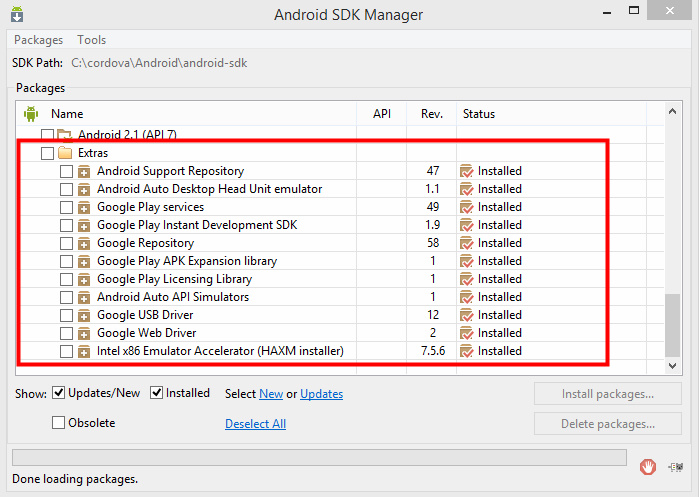 Android SDK Manager
Packages Tools
SDK Path: C:\cordova\Android\android-sdk
Packages
Name API Rev. Status
Android 2.1 (API 7)
Extras
Android Support Repository 47 Installed
Android Auto Desktop Head Unit emulator 1.1 Installed
Google Play services 49 Installed
Google Play Instant Development SDK 1.9 Installed
Google Repository 58 Installed
Google Play APK Expansion library 1 Installed
Google Play Licensing Library 1 Installed
Android Auto API Simulators 1 Installed
Google USB Driver 12 Installed
Google Web Driver 2 Installed
Intel x86 Emulator Accelerator (HAXM installer) 7.5.6 Installed
Show: Updates/New Installed Select New or Updates Install packages...
Obsolete Deselect All Delete packages...
Done loading packages.